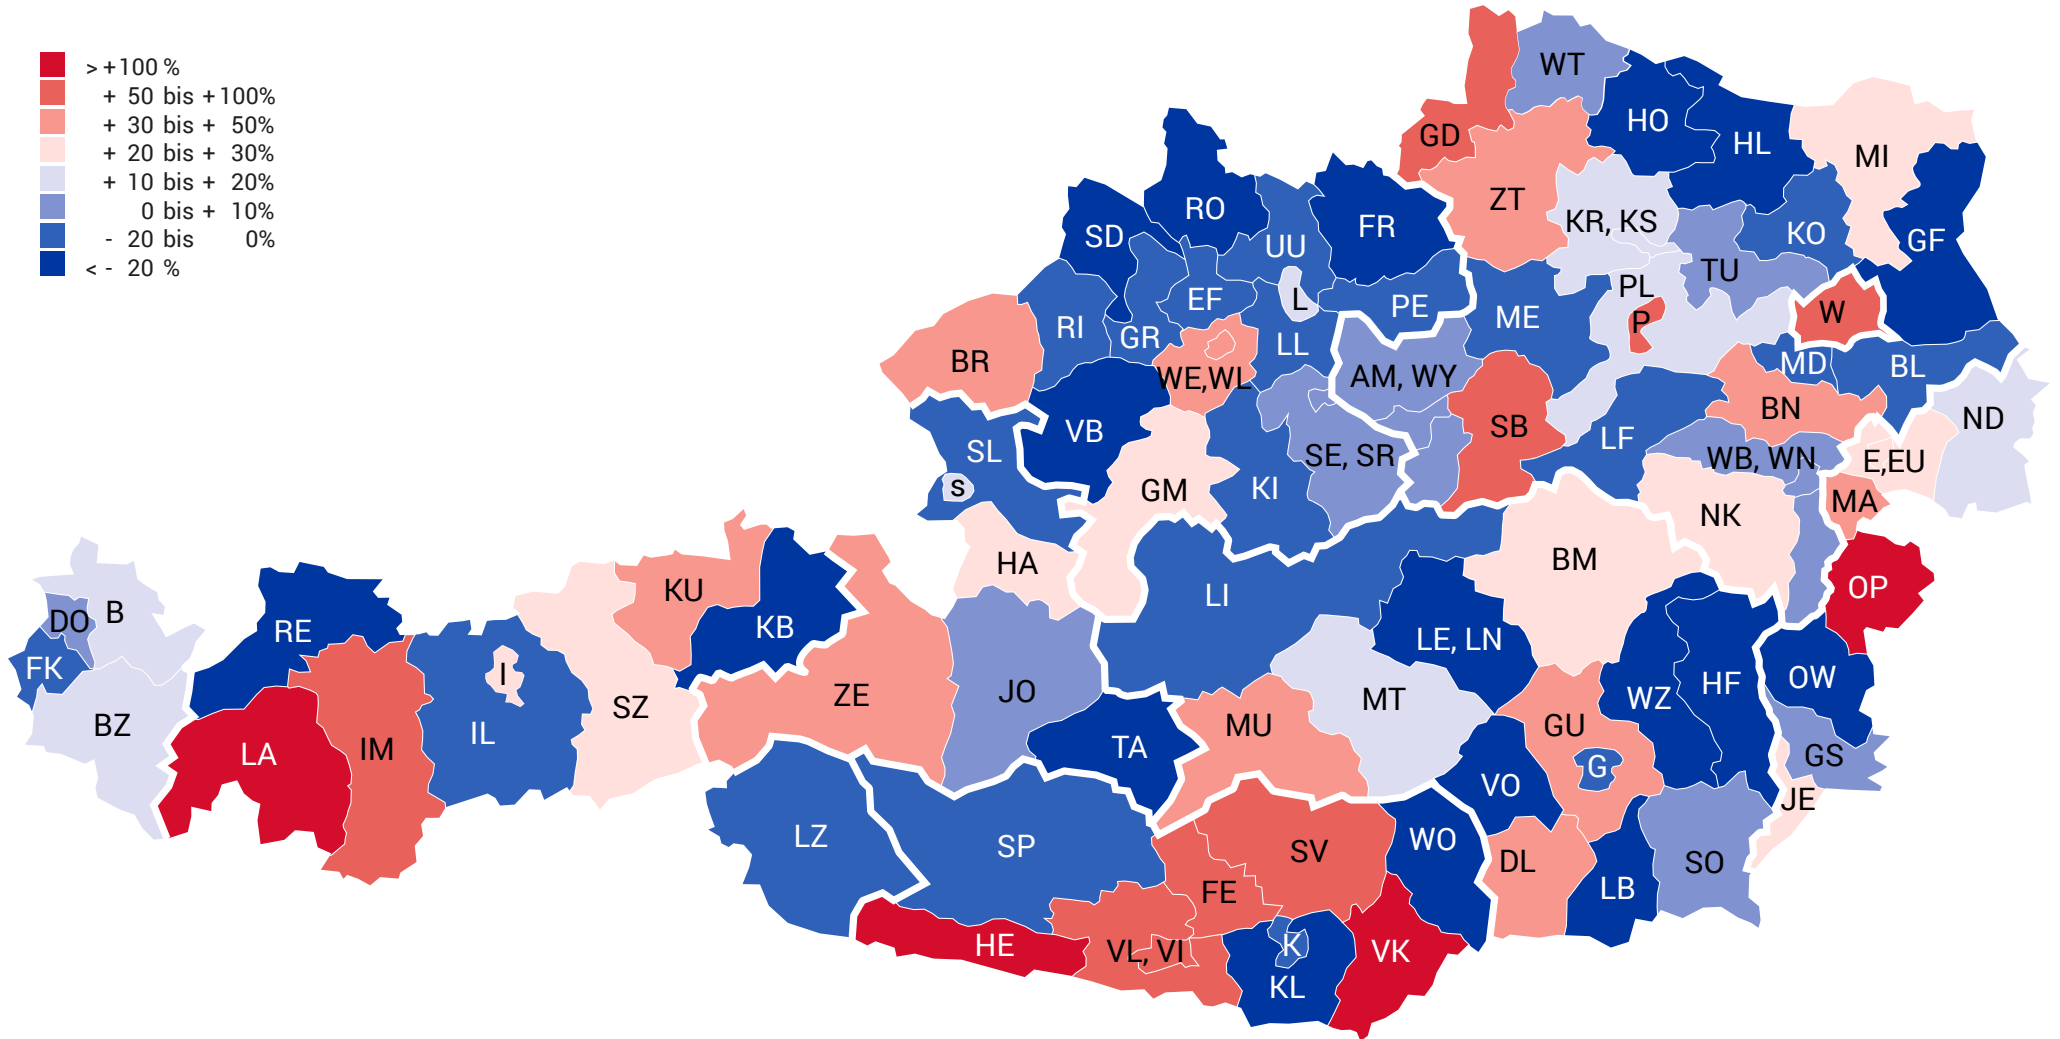 > +100 %
+ 50 bis +100%
+ 30 bis + 50%
+ 20 bis + 30%
+ 10 bis + 20%
0 bis + 10%
- 20 bis 0%
< - 20 %
WT
HO
GD
HL
MI
ZT
RO
FR
KR, KS
SD
UU
KO
GF
TU
EF
L
PE
ME
PL
P
W
RI
GR
LL
BR
WE,WL
AM, WY
MD
BL
BN
ND
VB
SB
LF
SL
SE, SR
WB, WN
E,EU
S
GM
KI
MA
NK
HA
BM
KU
OP
LI
B
DO
RE
KB
LE, LN
FK
I
OW
ZE
JO
MT
WZ
HF
SZ
BZ
MU
GU
IL
IM
LA
TA
GS
G
VO
JE
LZ
SP
SV
WO
DL
SO
FE
LB
HE
VL, VI
K
VK
KL